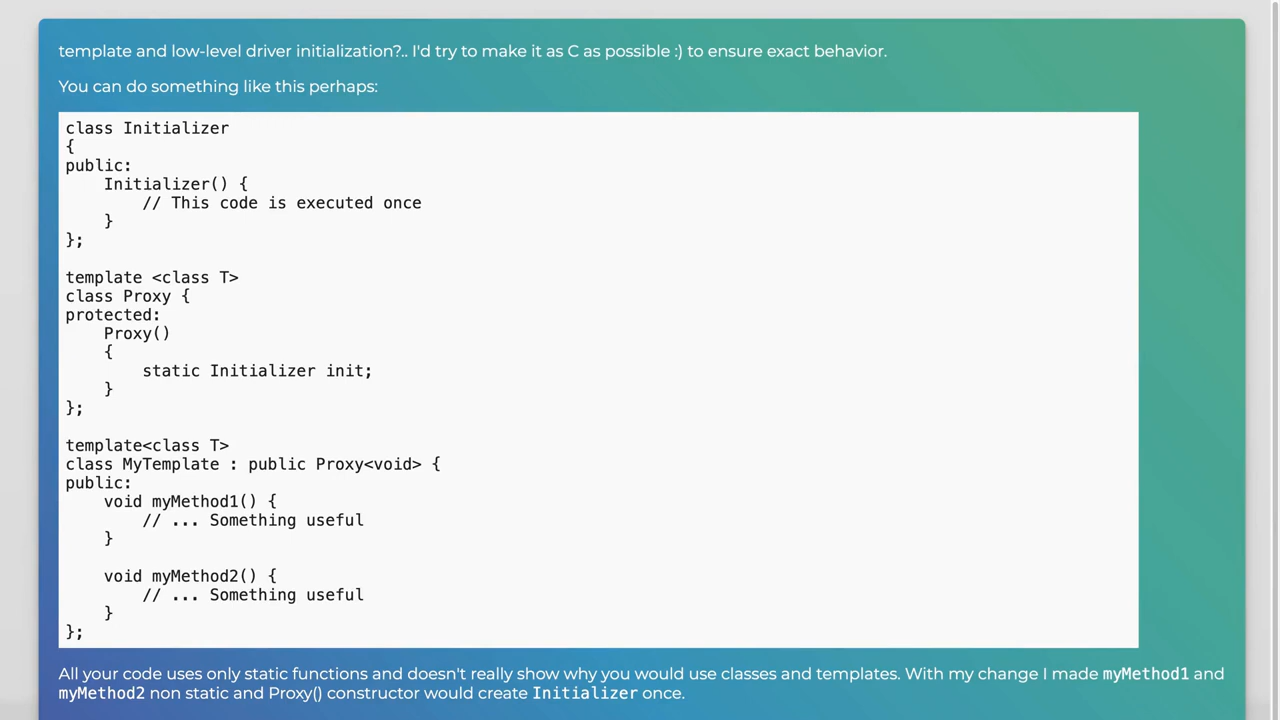 template and low-level driver initialization?.. I'd try to make it as C as possible :) to ensure exact behavior.
You can do something like this perhaps:
class Initializer
{
public:
    Initializer() {
        // This code is executed once
    }
};
template <class T>
class Proxy {
protected:
    Proxy()
    {
        static Initializer init;
    }
};
template<class T>
class MyTemplate : public Proxy<void> {
public:
    void myMethod1() {
        // ... Something useful
    }
    void myMethod2() {
        // ... Something useful
    }
};
All your code uses only static functions and doesn't really show why you would use classes and templates. With my change I made myMethod1 and
myMethod2 non static and Proxy() constructor would create Initializer once.